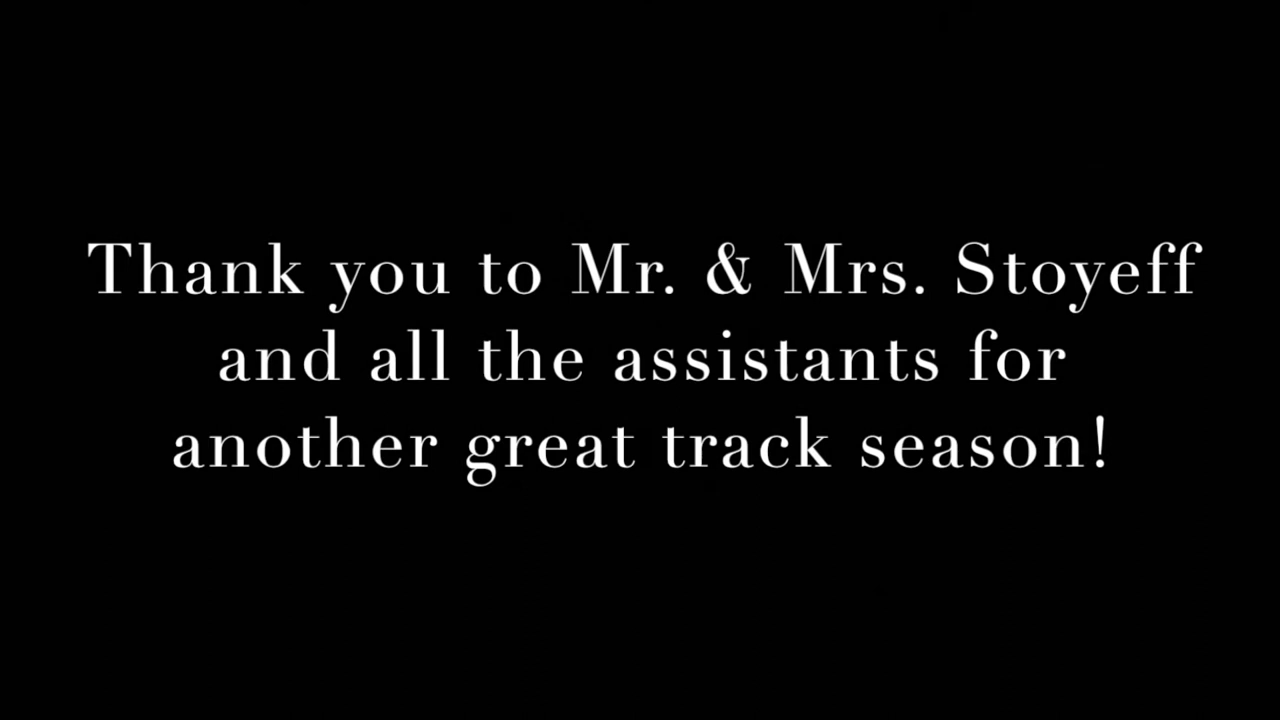 Thank you to Mr. & Mrs. Stoyeff
and all the assistants for
another great track season!